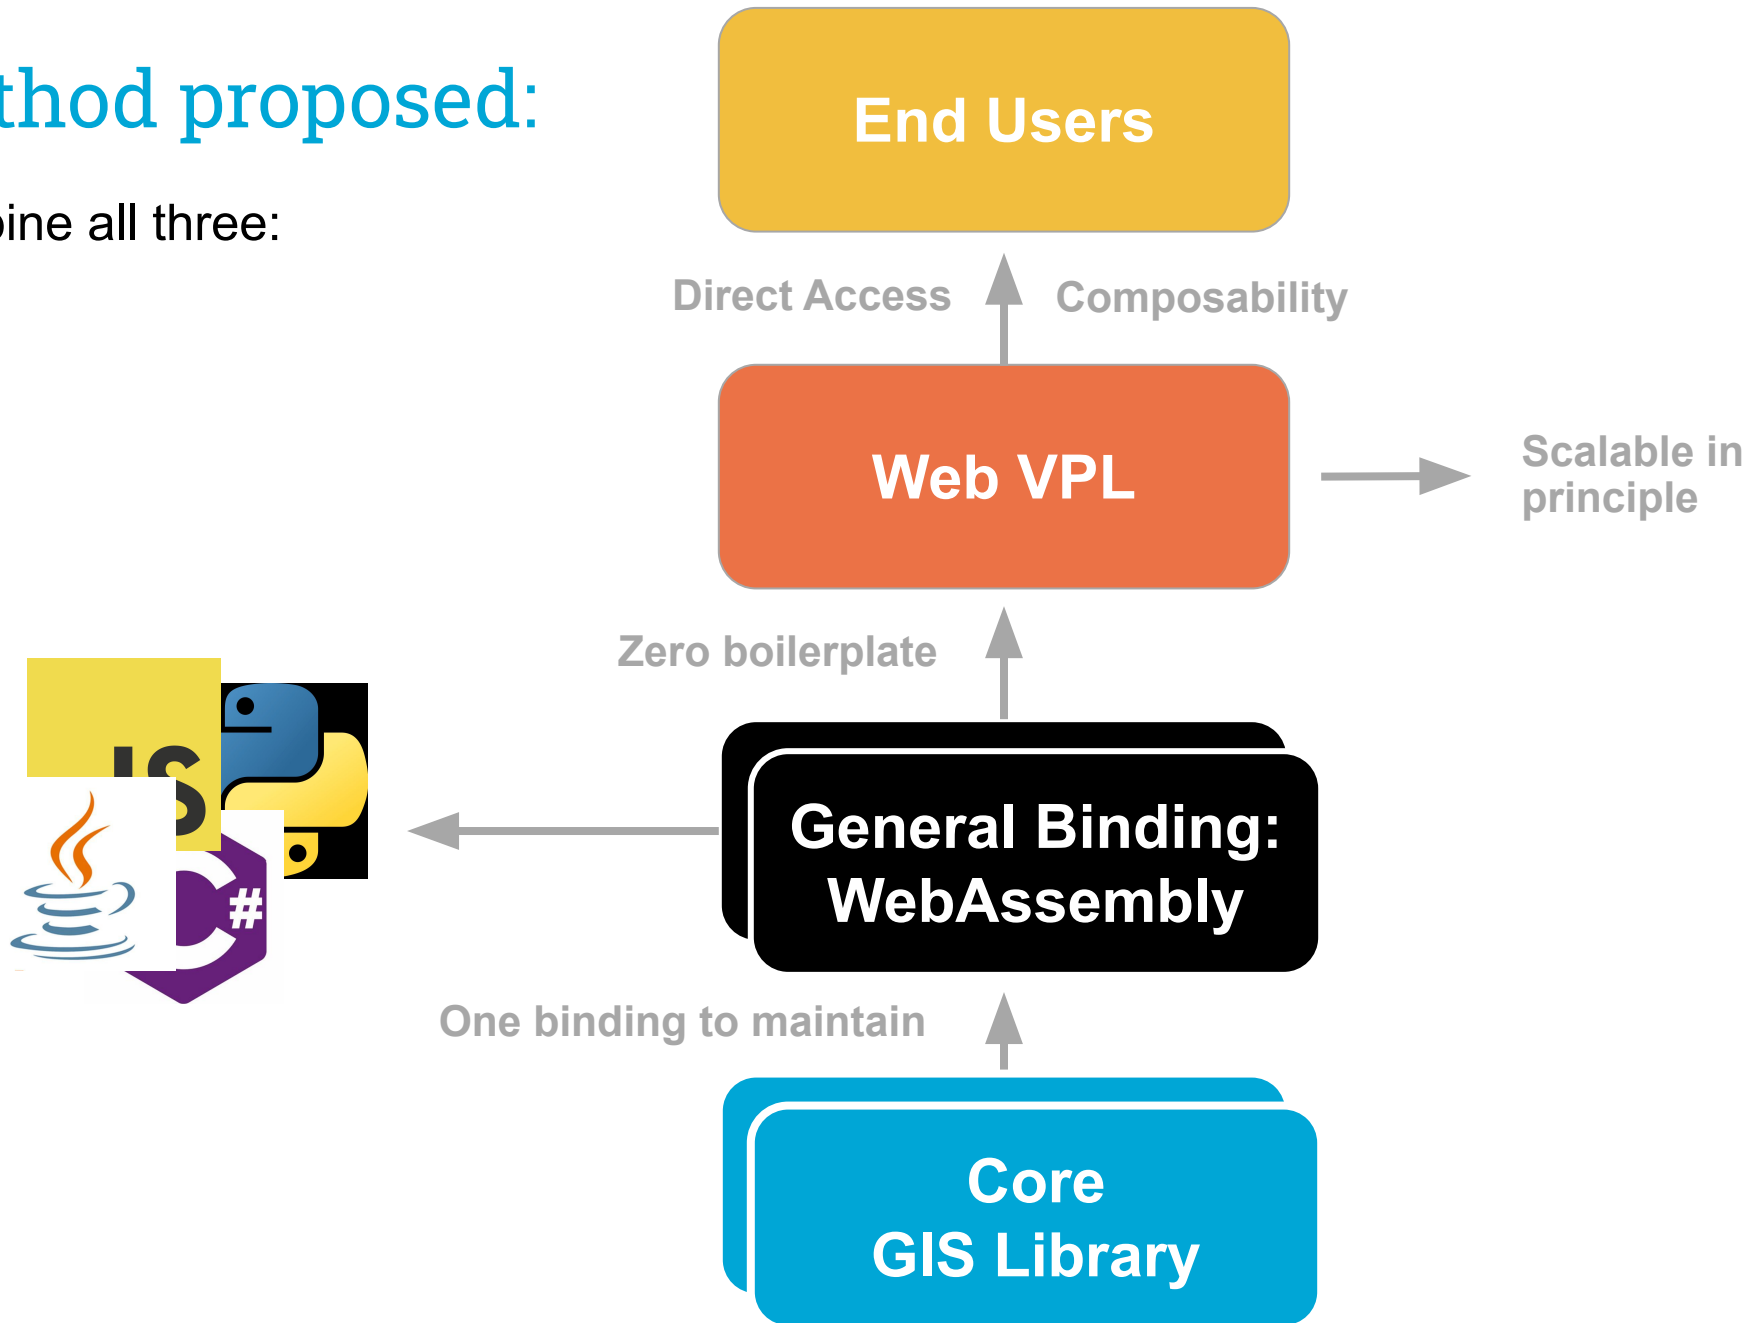 thod proposed:
End Users
bine all three:
Direct Access
Composability
Web VPL
Scalable in
principle
Zero boilerplate
JS
C#
General Binding:
WebAssembly
One binding to maintain
Core
GIS Library